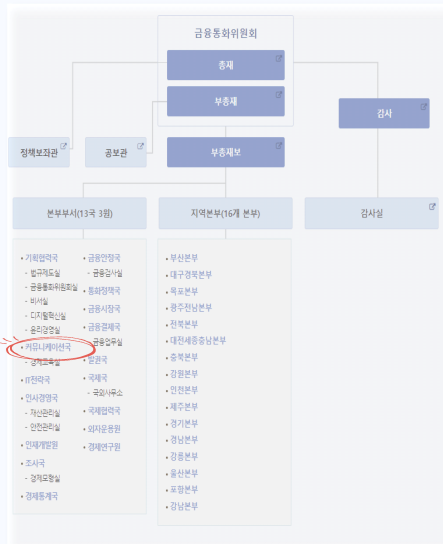 금융통화위원회
총재
부총재
감사
정책보좌관
공보관
부총재보
본부부서(13국 3원)
지역본부(16개 본부)
감사실
• 기획협력국
- 법규제도실
- 금융통화위원회실
- 비서실
- 디지털혁신실
- 윤리경영실
• 커뮤니케이션국
- 경제교육실
• IT전략국
• 인사경영국
- 재산관리실
- 안전관리실
• 인재개발원
• 조사국
- 경제모형실
• 경제통계국
• 금융안정국
- 금융검사실
• 통화정책국
• 금융시장국
• 금융결제국
- 금융업무실
• 발권국
• 국제국
- 국외사무소
• 국제협력국
• 외자운용원
• 경제연구원
• 부산본부
• 대구경북본부
• 목포본부
• 광주전남본부
• 전북본부
• 대전세종충남본부
• 충북본부
• 강원본부
• 인천본부
• 제주본부
• 경기본부
• 경남본부
• 강릉본부
• 울산본부
• 포항본부
• 강남본부